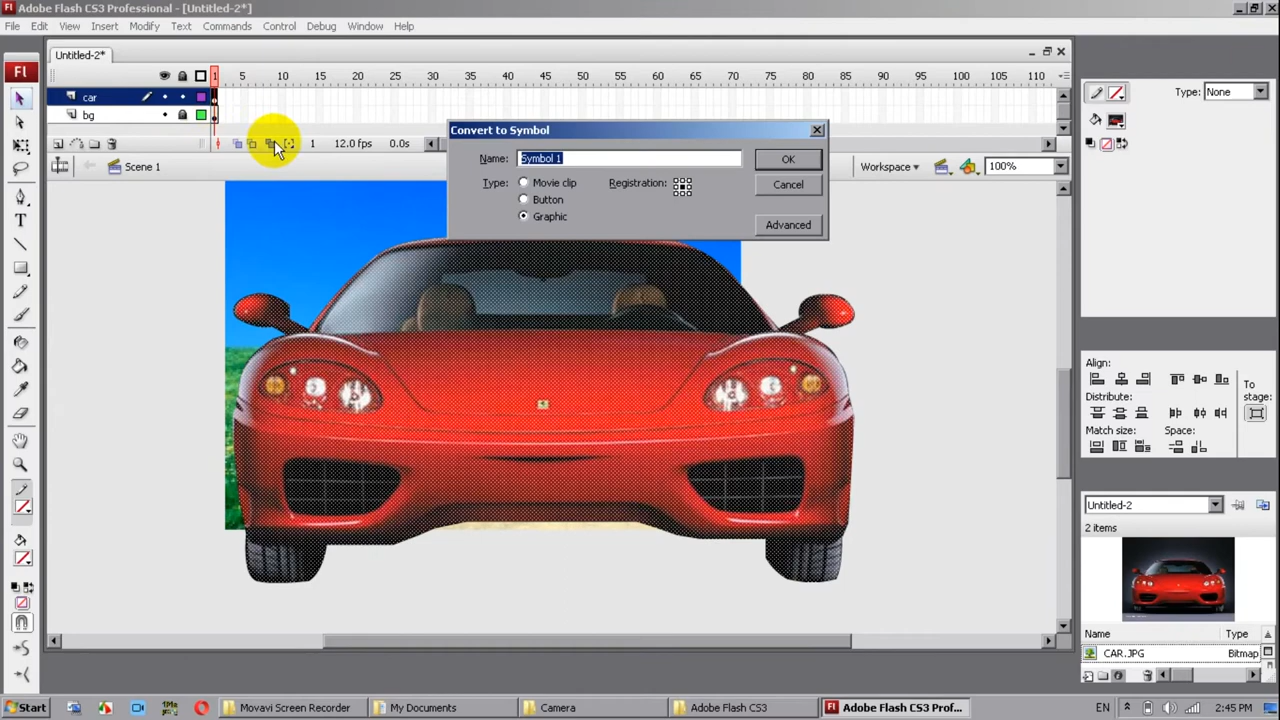 Adobe Flash CS3 Professional - [Untitled-2*]
File Edit View Insert Modify Text Commands Control Debug Window Help
Untitled-2*
Fl
1 5 10 15 20 25 30 35 40 45 50 55 60 65 70 75 80 85 90 95 100 105 110
car
bg
1 12.0 fps 0.0s
Scene 1
Workspace
100%
Convert to Symbol
Name: Symbol 1
OK
Type: Movie clip
Registration:
Cancel
Button
Graphic
Advanced
Type: None
Align:
To stage:
Distribute:
Match size: Space:
Untitled-2
2 items
Name Type
CAR.JPG Bitmap
Start
Movavi Screen Recorder
My Documents
Camera
Adobe Flash CS3
Adobe Flash CS3 Prof...
2:45 PM